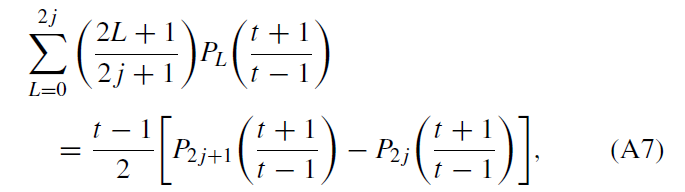 \sum_{L=0}^{2j} \left( \frac{2L+1}{2j+1} \right) P_L \left( \frac{t+1}{t-1} \right)
= \frac{t-1}{2} \left[ P_{2j+1} \left( \frac{t+1}{t-1} \right) - P_{2j} \left( \frac{t+1}{t-1} \right) \right], (A7)